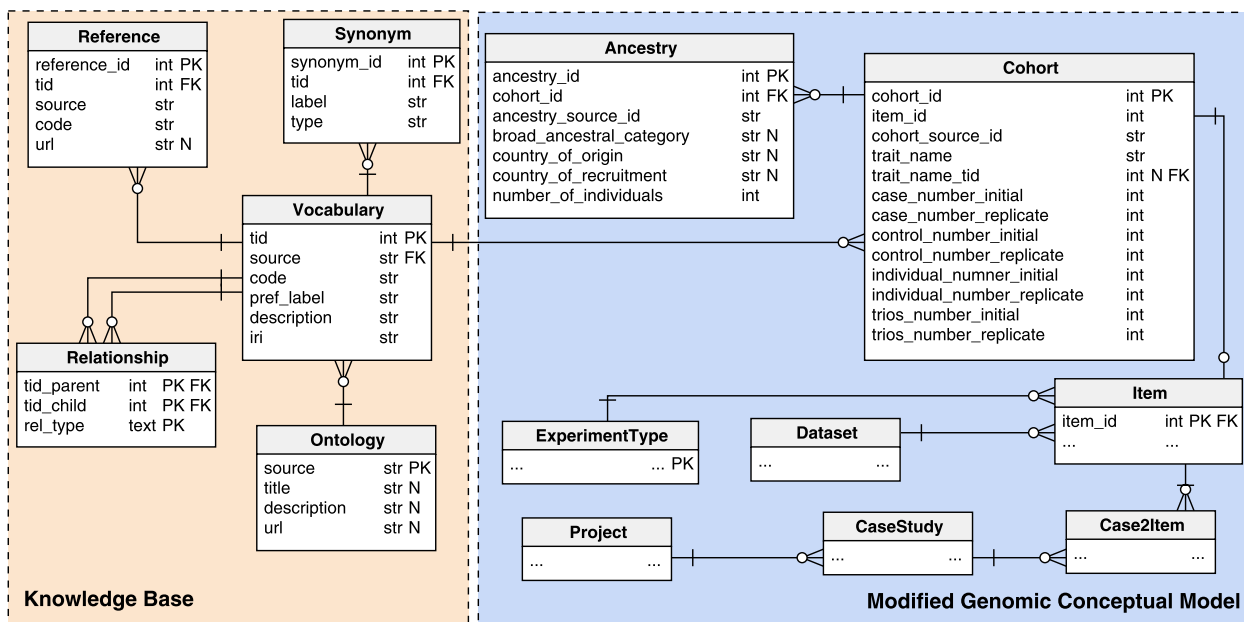 Reference
reference_id int PK
tid int FK
source str
code str
url str N
Synonym
synonym_id int PK
tid int FK
label str
type str
Vocabulary
tid int PK
source str FK
code str
pref_label str
description str
iri str
Relationship
tid_parent int PK FK
tid_child int PK FK
rel_type text PK
Ontology
source str PK
title str N
description str N
url str N
Knowledge Base
Ancestry
ancestry_id int PK
cohort_id int FK
ancestry_source_id str
broad_ancestral_category str N
country_of_origin str N
country_of_recruitment str N
number_of_individuals int
Cohort
cohort_id int PK
item_id int
cohort_source_id str
trait_name str
trait_name_tid int N FK
case_number_initial int
case_number_replicate int
control_number_initial int
control_number_replicate int
individual_numner_initial int
individual_number_replicate int
trios_number_initial int
trios_number_replicate int
Item
item_id int PK FK
... ...
ExperimentType
... ... PK
Dataset
... ...
Project
... ...
CaseStudy
... ...
Case2Item
... ...
Modified Genomic Conceptual Model